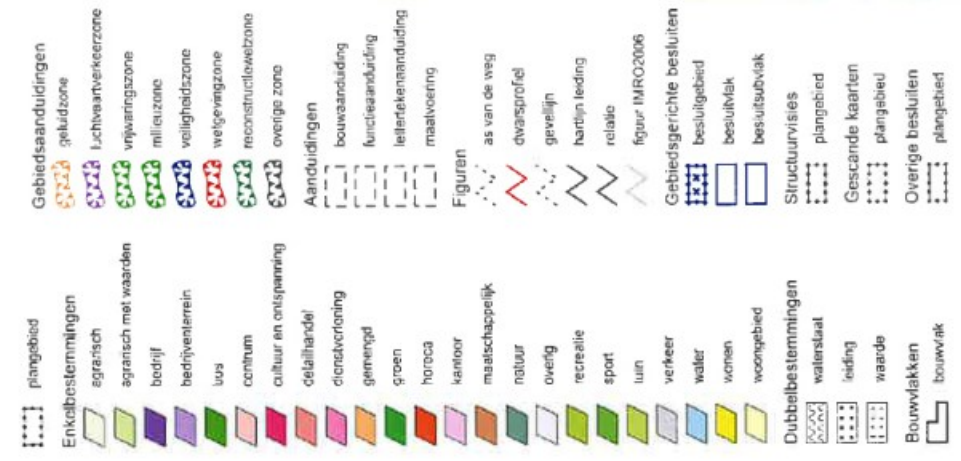 plangebied
Enkelbestemmingen
agrarisch
agrarisch met waarden
bedrijf
bedrijventerrein
bos
centrum
cultuur en ontspanning
detailhandel
dienstverlening
gemengd
groen
horeca
kantoor
maatschappelijk
natuur
overig
recreatie
sport
tuin
verkeer
water
wonen
woongebied
Dubbelbestemmingen
waterstaat
leiding
waarde
Bouwvlakken
bouwvlak
Gebiedsaanduidingen
geluidzone
luchtvaartverkeerzone
vrijwaringszone
milieuzone
veiligheidszone
wetgevingzone
reconstructiewetzone
overige zone
Aanduidingen
bouwaanduiding
functieaanduiding
lettertekenaanduiding
maatvoering
Figuren
as van de weg
dwarsprofiel
gevellijn
hartlijn leiding
relatie
figuur IMRO2006
Gebiedsgerichte besluiten
besluitgebied
besluitvlak
besluitsubvlak
Structuurvisies
plangebied
Gescande kaarten
plangebied
Overige besluiten
plangebied